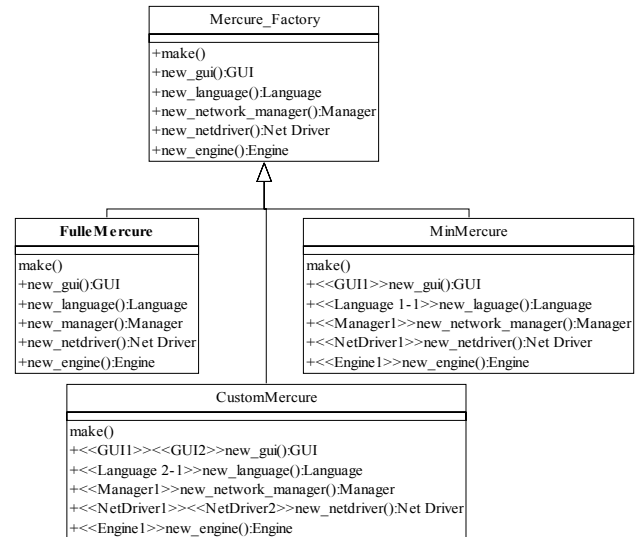 Mercure_Factory
+make()
+new_gui():GUI
+new_language():Language
+new_network_manager():Manager
+new_netdriver():Net Driver
+new_engine():Engine
FulleMercure
make()
+new_gui():GUI
+new_language():Language
+new_manager():Manager
+new_netdriver():Net Driver
+new_engine():Engine
MinMercure
make()
+<<GUI1>>new_gui():GUI
+<<Language 1-1>>new_laguage():Language
+<<Manager1>>new_network_manager():Manager
+<<NetDriver1>>new_netdriver():Net Driver
+<<Engine1>>new_engine():Engine
CustomMercure
make()
+<<GUI1>><<GUI2>>new_gui():GUI
+<<Language 2-1>>new_language():Language
+<<Manager1>>new_network_manager():Manager
+<<NetDriver1>><<NetDriver2>>new_netdriver():Net Driver
+<<Engine1>>new_engine():Engine